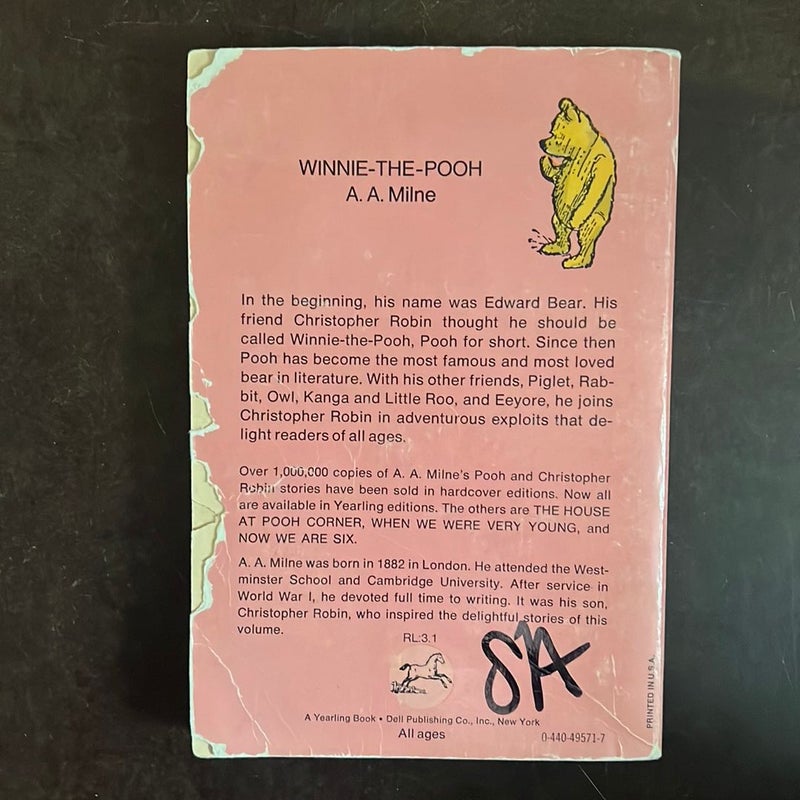 WINNIE-THE-POOH
A. A. Milne
In the beginning, his name was Edward Bear. His
friend Christopher Robin thought he should be
called Winnie-the-Pooh, Pooh for short. Since then
Pooh has become the most famous and most loved
bear in literature. With his other friends, Piglet, Rab-
bit, Owl, Kanga and Little Roo, and Eeyore, he joins
Christopher Robin in adventurous exploits that de-
light readers of all ages.
Over 1,000,000 copies of A. A. Milne's Pooh and Christopher
Robin stories have been sold in hardcover editions. Now all
are available in Yearling editions. The others are THE HOUSE
AT POOH CORNER, WHEN WE WERE VERY YOUNG, and
NOW WE ARE SIX.
A. A. Milne was born in 1882 in London. He attended the West-
minster School and Cambridge University. After service in
World War I, he devoted full time to writing. It was his son,
Christopher Robin, who inspired the delightful stories of this
volume.
RL:3.1
A Yearling Book • Dell Publishing Co., Inc., New York
All ages
0-440-49571-7
PRINTED IN U.S.A.